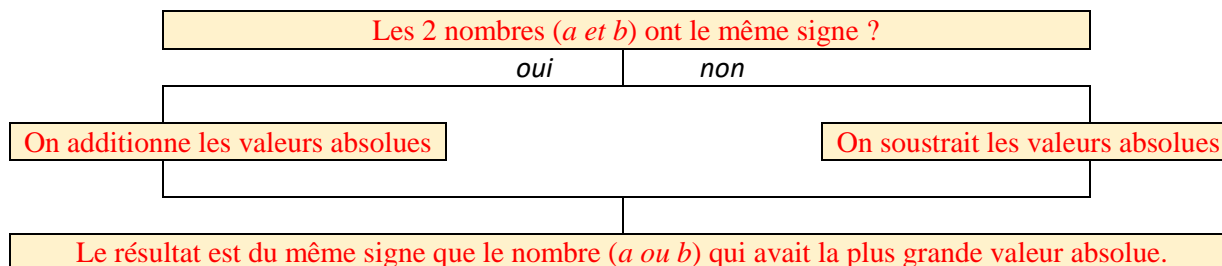 Les 2 nombres (a et b) ont le même signe ?
oui non
On additionne les valeurs absolues
On soustrait les valeurs absolues
Le résultat est du même signe que le nombre (a ou b) qui avait la plus grande valeur absolue.